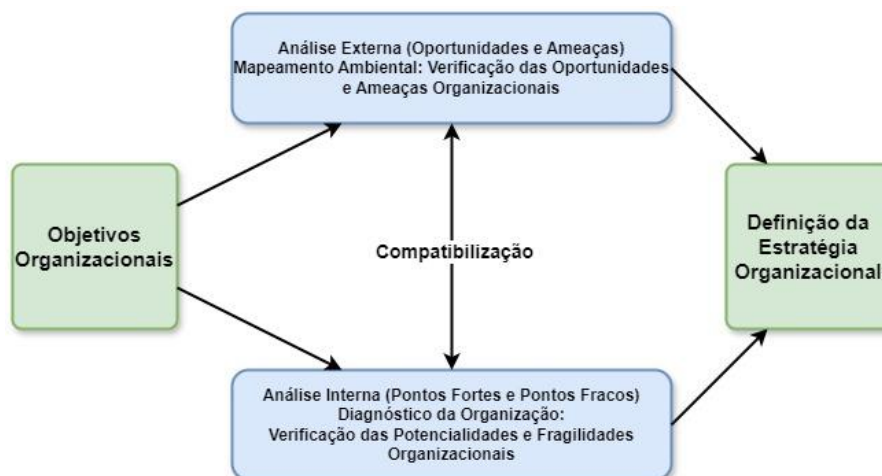 Análise Externa (Oportunidades e Ameaças)
Mapeamento Ambiental: Verificação das Oportunidades
e Ameaças Organizacionais
Objetivos
Organizacionais
Compatibilização
Definição da
Estratégia
Organizacional
Análise Interna (Pontos Fortes e Pontos Fracos)
Diagnóstico da Organização:
Verificação das Potencialidades e Fragilidades
Organizacionais